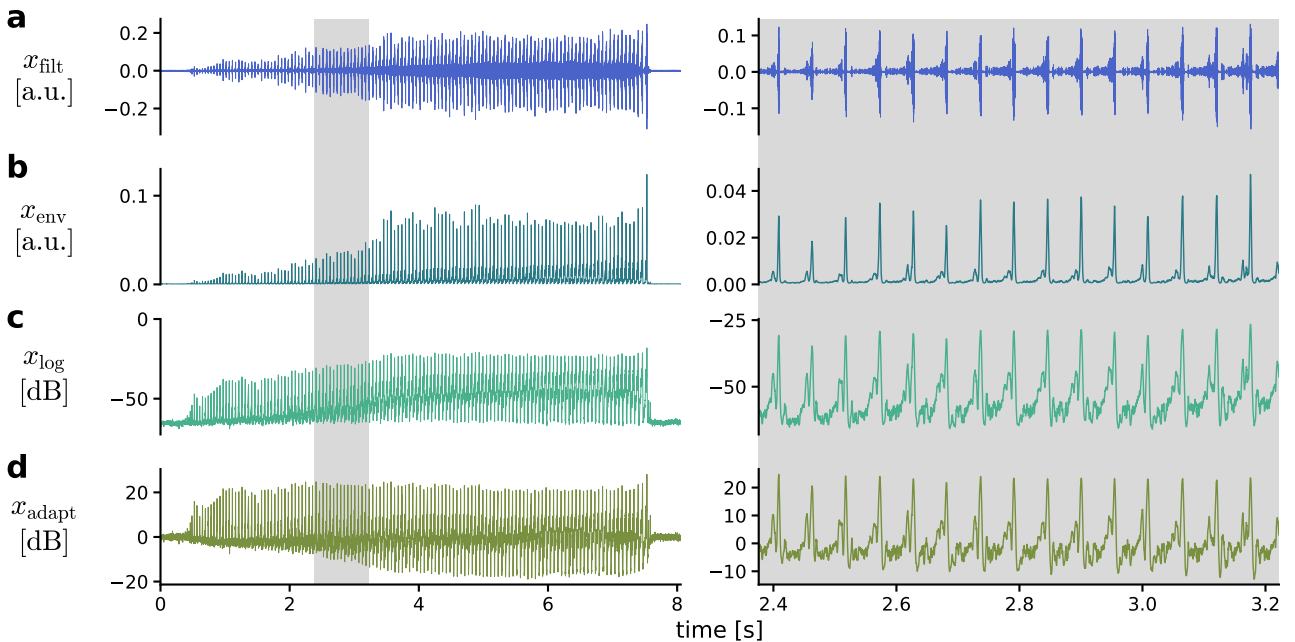 a
x_filt
[a.u.]
0.2
0.0
−0.2
0.1
0.0
−0.1
b
x_env
[a.u.]
0.1
0.0
0.04
0.02
0.00
c
x_log
[dB]
0
−50
−25
−50
d
x_adapt
[dB]
20
0
−20
20
10
0
−10
0 2 4 6 8
2.4 2.6 2.8 3.0 3.2
time [s]